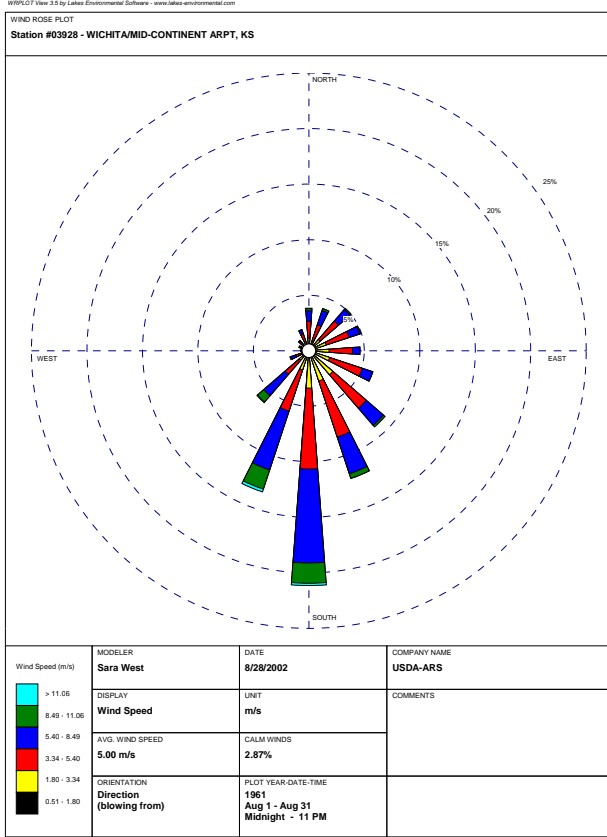 WRPLOT View 3.5 by Lakes Environmental Software - www.lakes-environmental.com
WIND ROSE PLOT
Station #03928 - WICHITA/MID-CONTINENT ARPT, KS
NORTH
25%
20%
15%
10%
5%
WEST
EAST
SOUTH
Wind Speed (m/s)
> 11.06
8.49 - 11.06
5.40 - 8.49
3.34 - 5.40
1.80 - 3.34
0.51 - 1.80
MODELER
Sara West
DATE
8/28/2002
COMPANY NAME
USDA-ARS
DISPLAY
Wind Speed
UNIT
m/s
COMMENTS
AVG. WIND SPEED
5.00 m/s
CALM WINDS
2.87%
ORIENTATION
Direction
(blowing from)
PLOT YEAR-DATE-TIME
1961
Aug 1 - Aug 31
Midnight - 11 PM